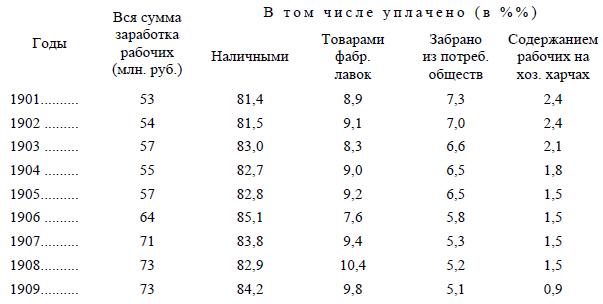 Годы Вся сумма заработка рабочих (млн. руб.) В том числе уплачено (в %%)
Наличными Товарами фабр. лавок Забрано из потреб. обществ Содержанием рабочих на хоз. харчах
1901.......... 53 81,4 8,9 7,3 2,4
1902 ......... 54 81,5 9,1 7,0 2,4
1903 ......... 57 83,0 8,3 6,6 2,1
1904 ......... 55 82,7 9,0 6,5 1,8
1905.......... 57 82,8 9,2 6,5 1,5
1906 ......... 64 85,1 7,6 5,8 1,5
1907.......... 71 83,8 9,4 5,3 1,5
1908.......... 73 82,9 10,4 5,2 1,5
1909.......... 73 84,2 9,8 5,1 0,9